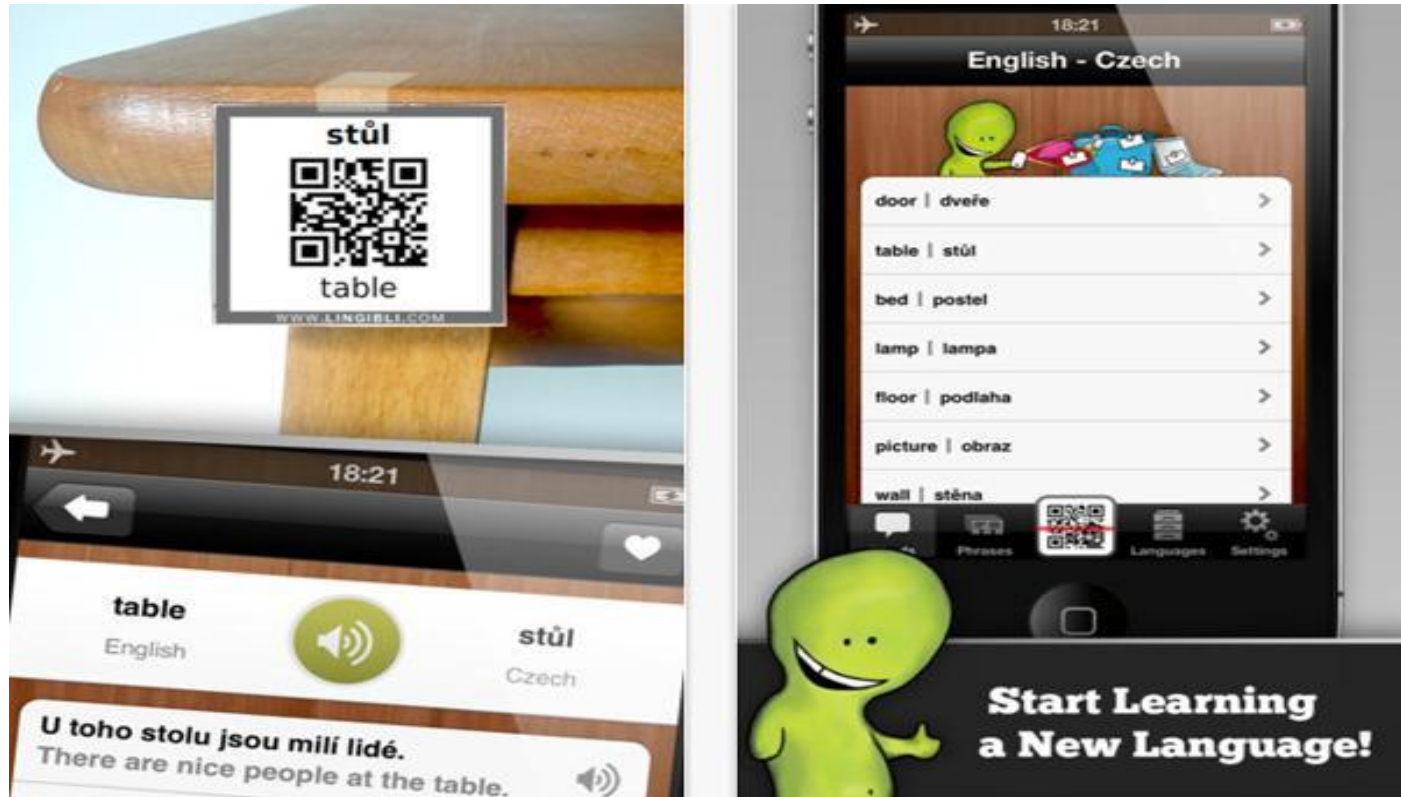 stůl
table
WWW.LINGIBLI.COM
18:21
table
English
stůl
Czech
U toho stolu jsou milí lidé.
There are nice people at the table.
18:21
English - Czech
door | dveře
table | stůl
bed | postel
lamp | lampa
floor | podlaha
picture | obraz
wall | stěna
Phrases
Languages
Settings
Start Learning
a New Language!